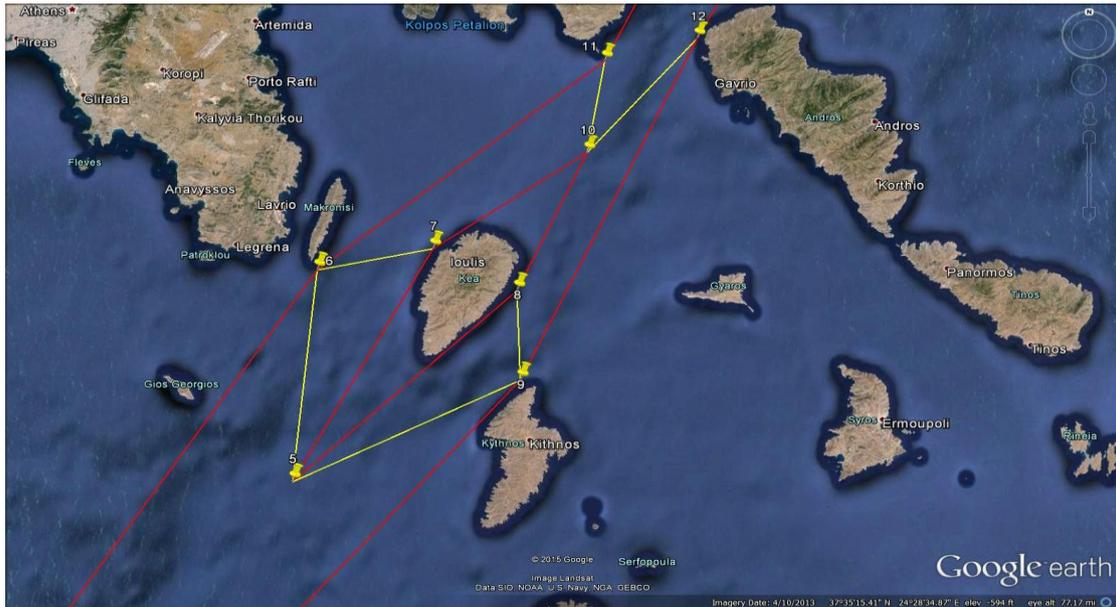 Athens
Pireas
Glifada
Koropi
Artemida
Porto Rafti
Kalyvia Thorikou
Kolpos Petalion
Fleves
Anavyssos
Lavrio
Makronisi
Patroklou
Legrena
Gios Georgios
11
12
Gavrio
Andros
Andros
Korthio
10
7
6
Ioulis
Kea
8
Gyaros
Panormos
Tinos
Tinos
9
5
Kythnos
Kithnos
Syros
Ermoupoli
Rineia
Serfopoula
N
© 2015 Google
Image Landsat
Data SIO, NOAA, U.S. Navy, NGA, GEBCO
Google earth
Imagery Date: 4/10/2013 37°35'15.41" N 24°28'34.87" E elev -594 ft eye alt 77.17 mi